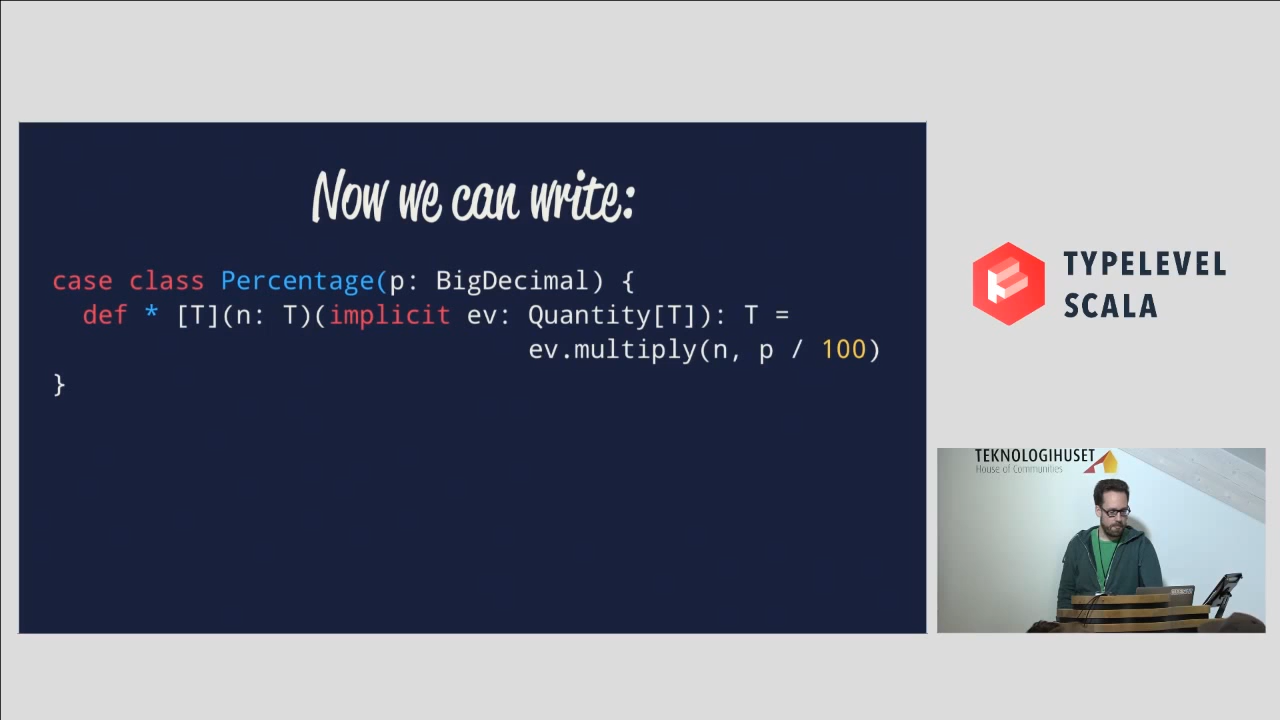 Now we can write:
case class Percentage(p: BigDecimal) {
def * [T](n: T)(implicit ev: Quantity[T]): T =
ev.multiply(n, p / 100)
}
TYPELEVEL
SCALA
TEKNOLOGIHUSET
House of Communities